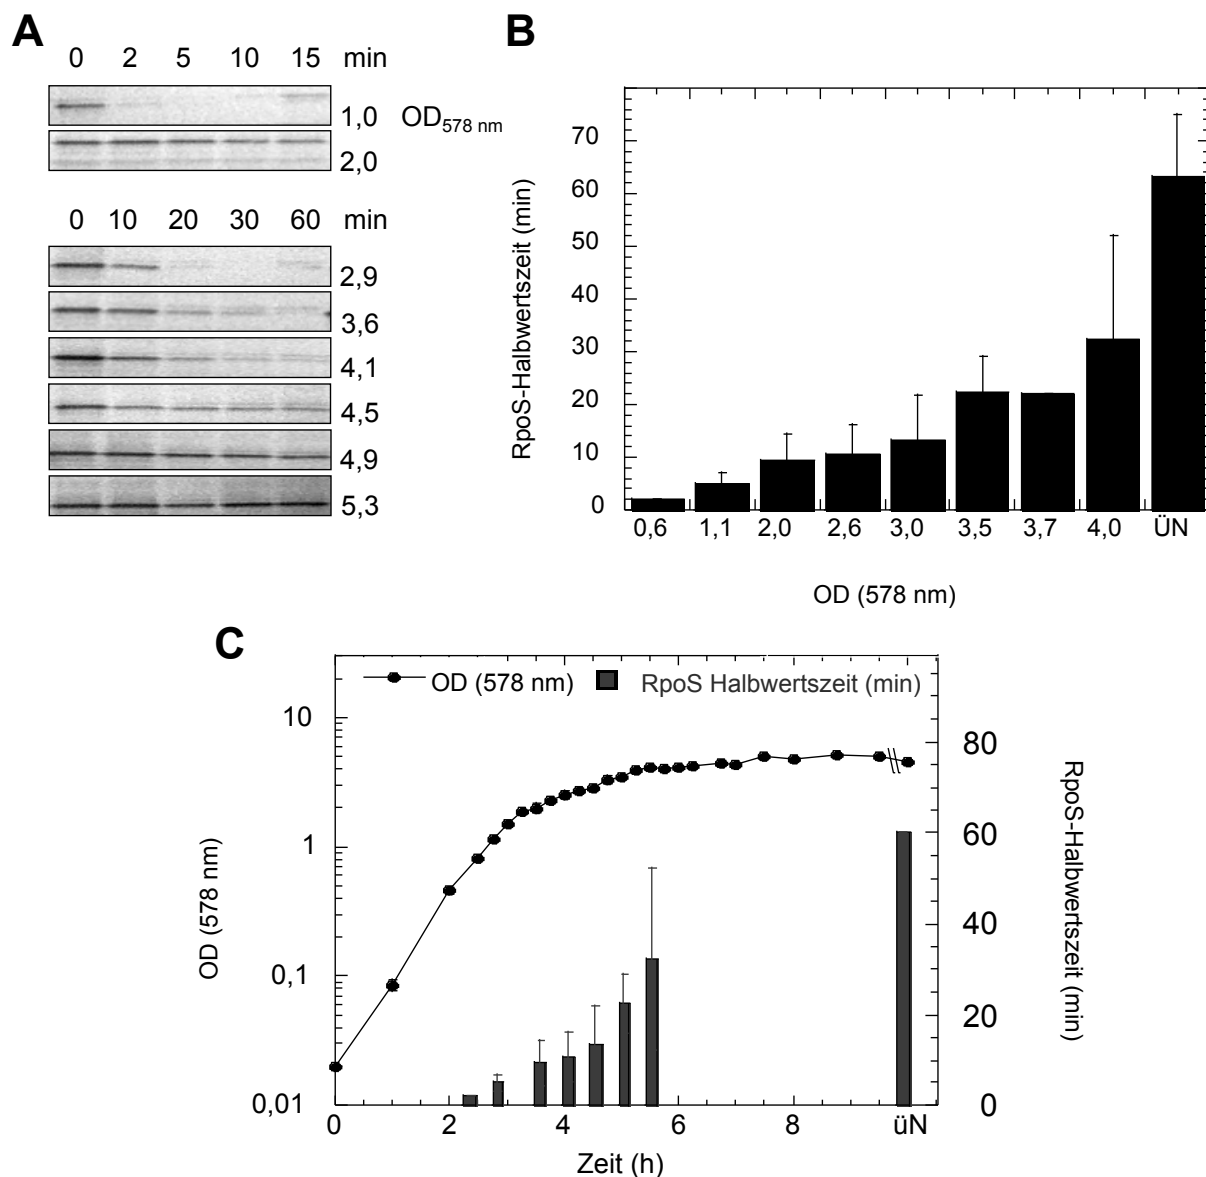 A
0 2 5 10 15 min
1,0 OD578 nm
2,0
0 10 20 30 60 min
2,9
3,6
4,1
4,5
4,9
5,3
B
RpoS-Halbwertszeit (min)
70
60
50
40
30
20
10
0
0,6 1,1 2,0 2,6 3,0 3,5 3,7 4,0 ÜN
OD (578 nm)
C
OD (578 nm) RpoS Halbwertszeit (min)
OD (578 nm)
10
1
0,1
0,01
80
60
40
20
0
RpoS-Halbwertszeit (min)
0 2 4 6 8 üN
Zeit (h)